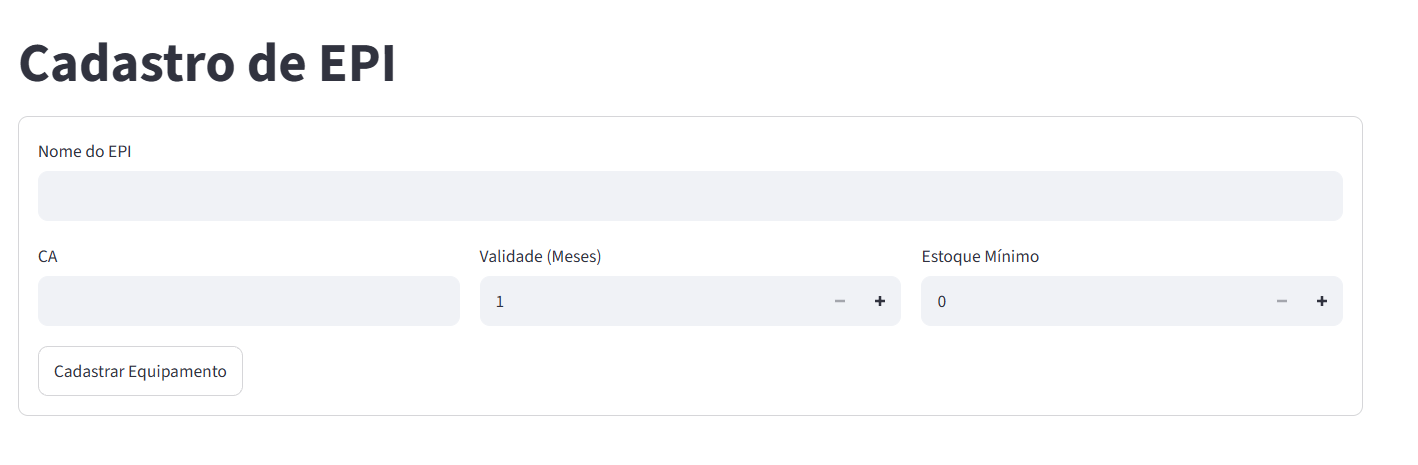 Cadastro de EPI
Nome do EPI
CA Validade (Meses) Estoque Mínimo
1 − + 0 − +
Cadastrar Equipamento